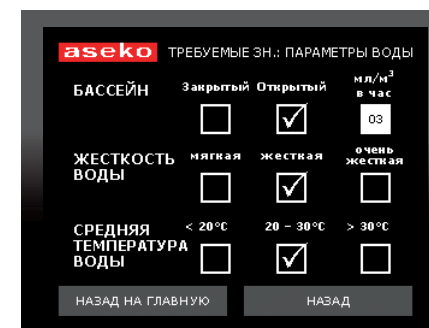 aseko ТРЕБУЕМЫЕ ЗН.: ПАРАМЕТРЫ ВОДЫ
БАССЕЙН Закрытый Открытый мл/м³ в час
03
ЖЕСТКОСТЬ ВОДЫ мягкая жесткая очень жесткая
СРЕДНЯЯ ТЕМПЕРАТУРА ВОДЫ < 20°C 20 – 30°C > 30°C
НАЗАД НА ГЛАВНУЮ НАЗАД